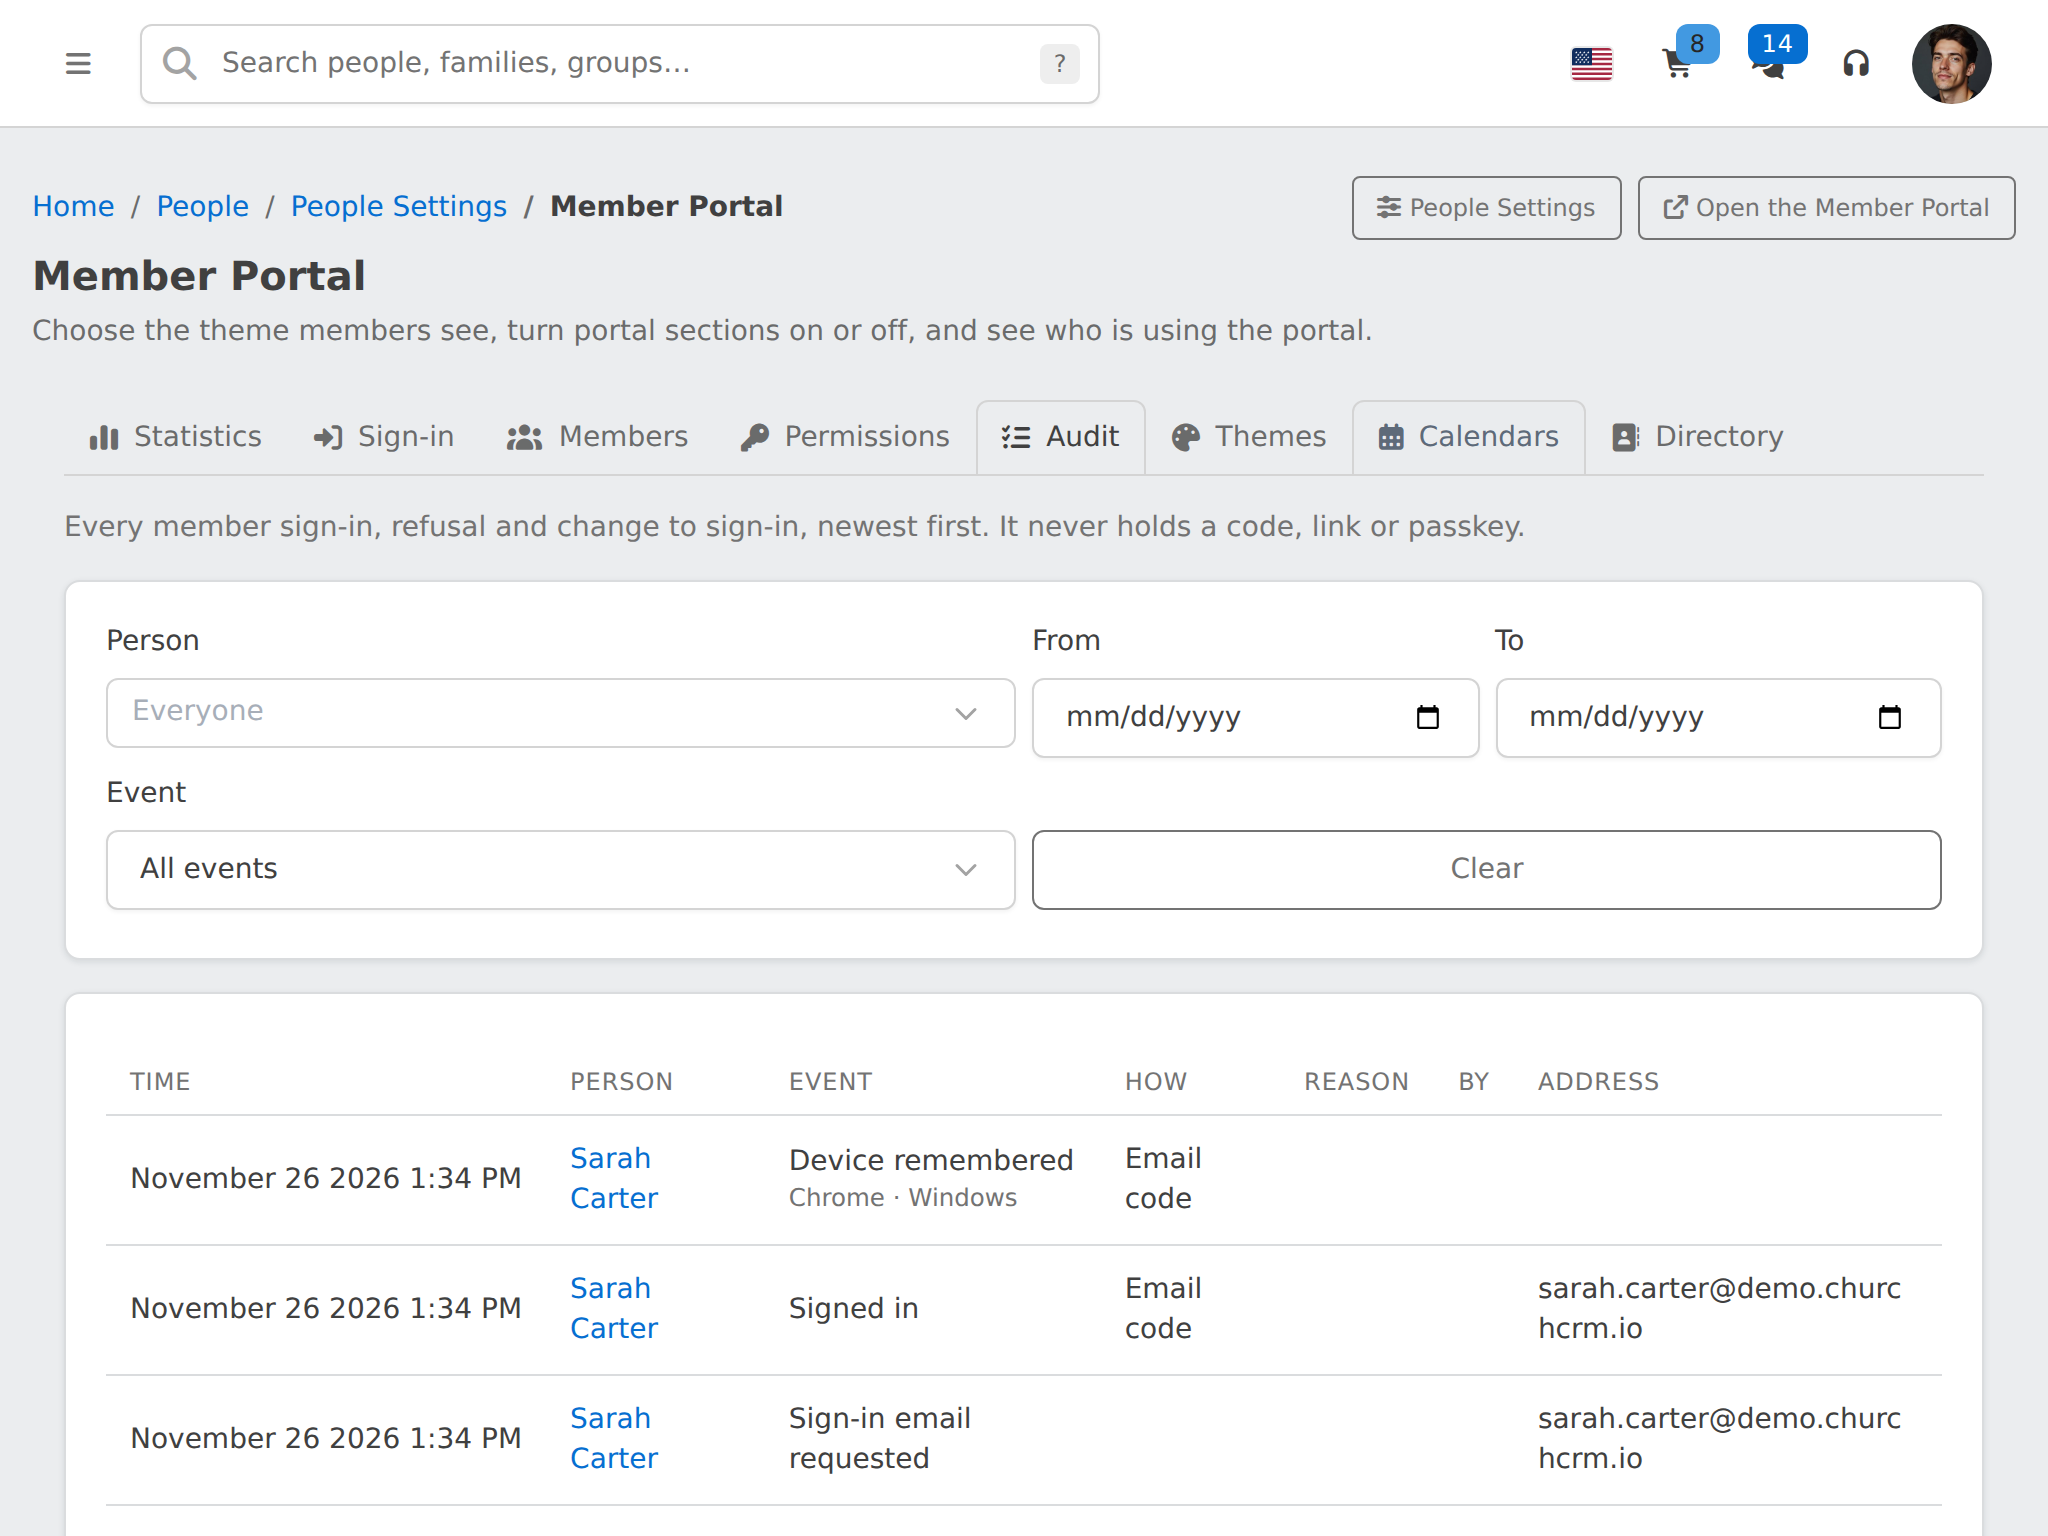 Search people, families, groups...
?
8
14
Home / People / People Settings / Member Portal
People Settings
Open the Member Portal
Member Portal
Choose the theme members see, turn portal sections on or off, and see who is using the portal.
Statistics
Sign-in
Members
Permissions
Audit
Themes
Calendars
Directory
Every member sign-in, refusal and change to sign-in, newest first. It never holds a code, link or passkey.
Person
From
To
Everyone
mm/dd/yyyy
mm/dd/yyyy
Event
All events
Clear
TIME PERSON EVENT HOW REASON BY ADDRESS
November 26 2026 1:34 PM
Sarah
Carter
Device remembered
Chrome · Windows
Email
code
November 26 2026 1:34 PM
Sarah
Carter
Signed in
Email
code
sarah.carter@demo.churc
hcrm.io
November 26 2026 1:34 PM
Sarah
Carter
Sign-in email
requested
sarah.carter@demo.churc
hcrm.io